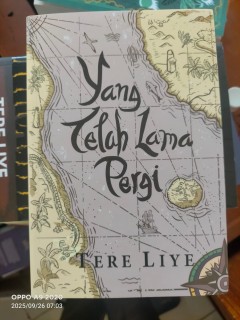 Yang
Telah Lama
Pergi
TERE LIYE
TERE LIYE
OPPO A9 2020
2025/09/26 07:03